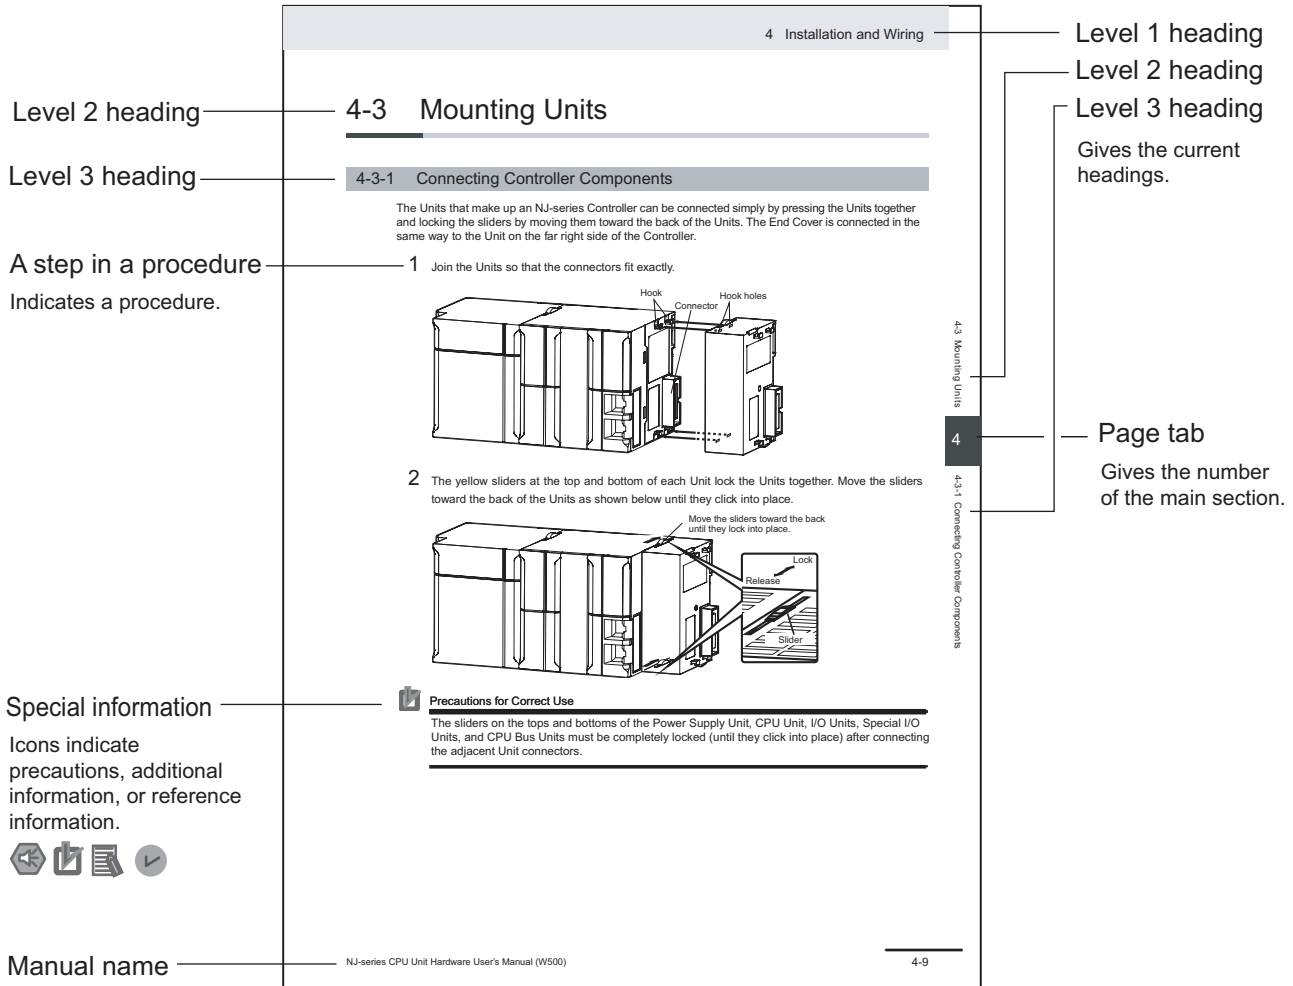 4 Installation and Wiring
Level 1 heading
Level 2 heading
Level 3 heading
Gives the current
headings.
Level 2 heading
4-3 Mounting Units
Level 3 heading
4-3-1 Connecting Controller Components
The Units that make up an NJ-series Controller can be connected simply by pressing the Units together
and locking the sliders by moving them toward the back of the Units. The End Cover is connected in the
same way to the Unit on the far right side of the Controller.
A step in a procedure
Indicates a procedure.
1 Join the Units so that the connectors fit exactly.
Hook
Connector
Hook holes
4-3 Mounting Units
4
4-3-1 Connecting Controller Components
Page tab
Gives the number
of the main section.
2 The yellow sliders at the top and bottom of each Unit lock the Units together. Move the sliders
toward the back of the Units as shown below until they click into place.
Move the sliders toward the back
until they lock into place.
Lock
Release
Slider
Special information
Icons indicate
precautions, additional
information, or reference
information.
Precautions for Correct Use
The sliders on the tops and bottoms of the Power Supply Unit, CPU Unit, I/O Units, Special I/O
Units, and CPU Bus Units must be completely locked (until they click into place) after connecting
the adjacent Unit connectors.
Manual name
NJ-series CPU Unit Hardware User's Manual (W500)
4-9